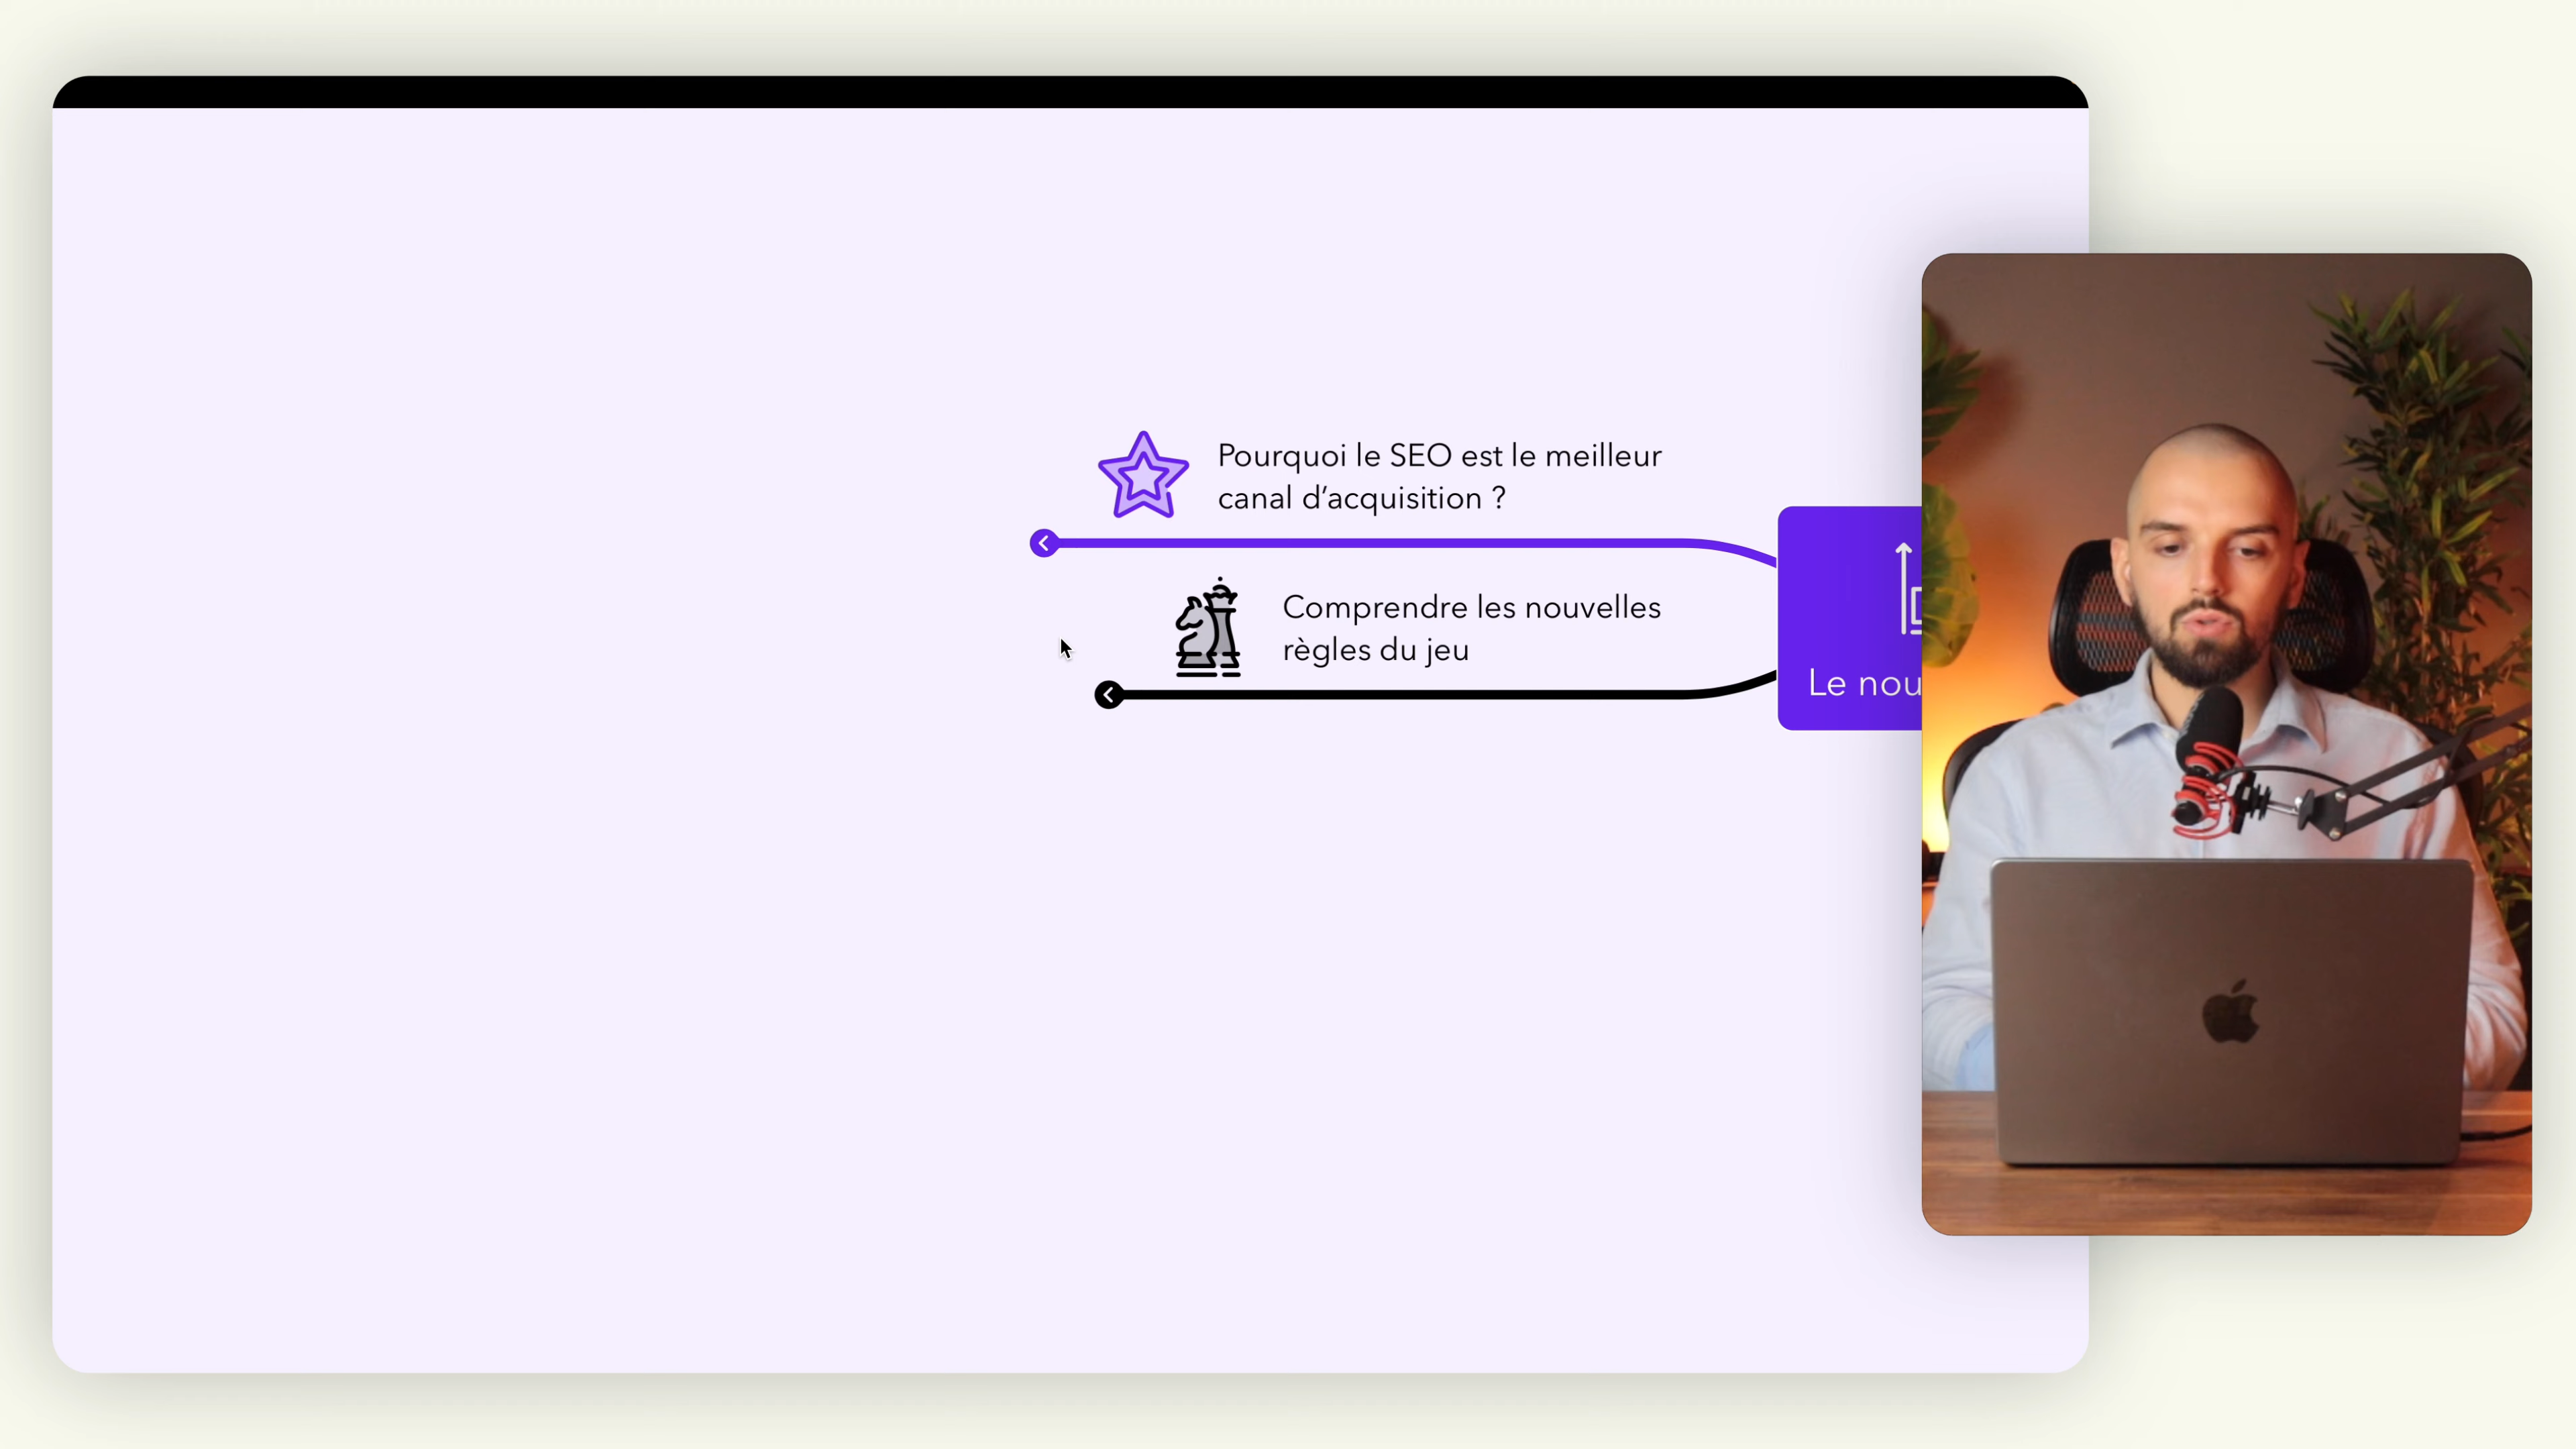 Pourquoi le SEO est le meilleur
canal d’acquisition ?
Comprendre les nouvelles
règles du jeu
Le nou